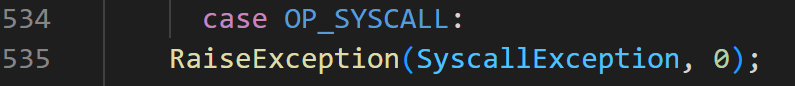 534 case OP_SYSCALL:
535 RaiseException(SyscallException, 0);